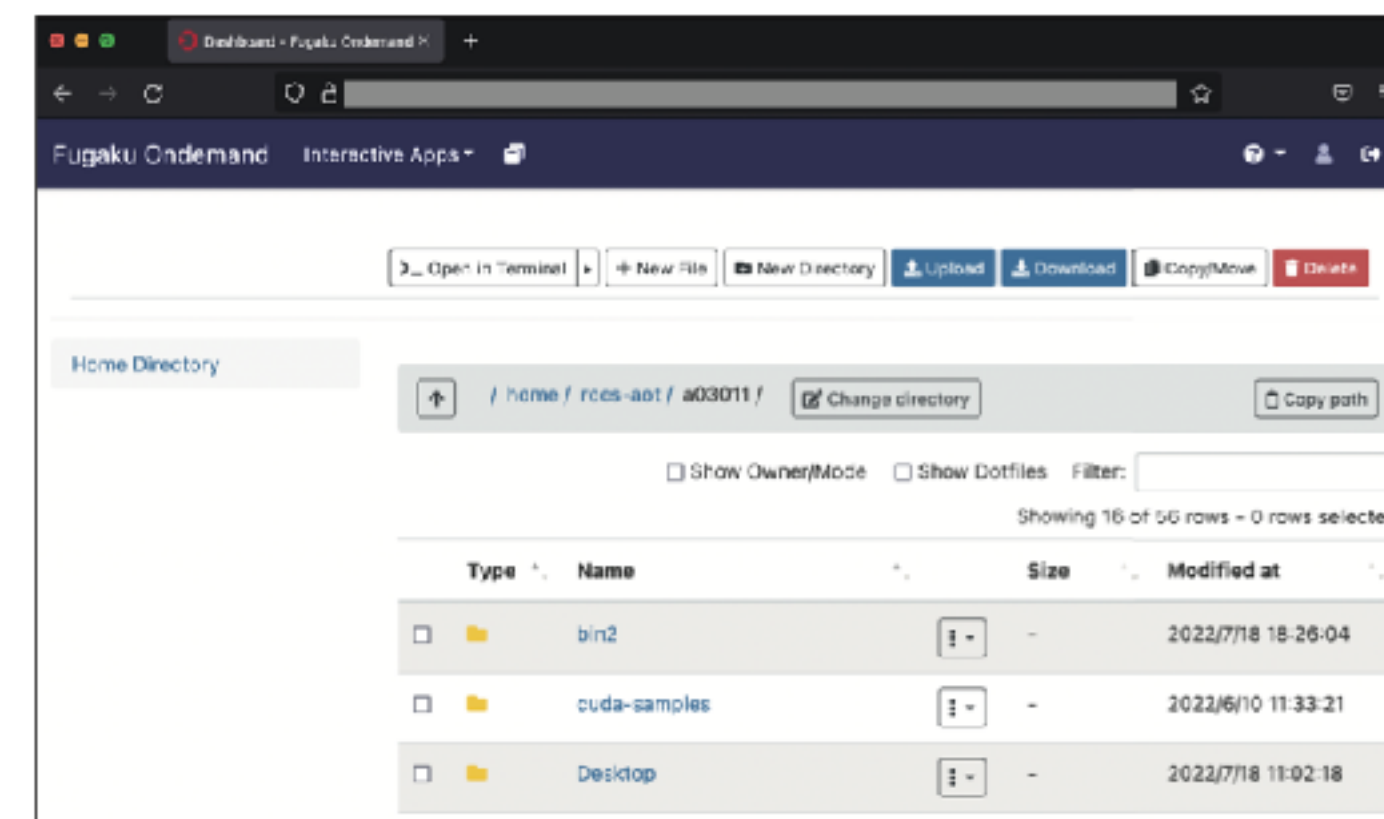 Dashboard - Fugaku Ondemand
Fugaku Ondemand Interactive Apps
Open in Terminal New File New Directory Upload Download Copy/Move Delete
Home Directory
/ home / rccs-aot / a03011 / Change directory Copy path
Show Owner/Mode Show Dotfiles Filter:
Showing 16 of 56 rows - 0 rows selecte
Type Name Size Modified at
bin2 - 2022/7/18 18:26:04
cuda-samples - 2022/6/10 11:33:21
Desktop - 2022/7/18 11:02:18